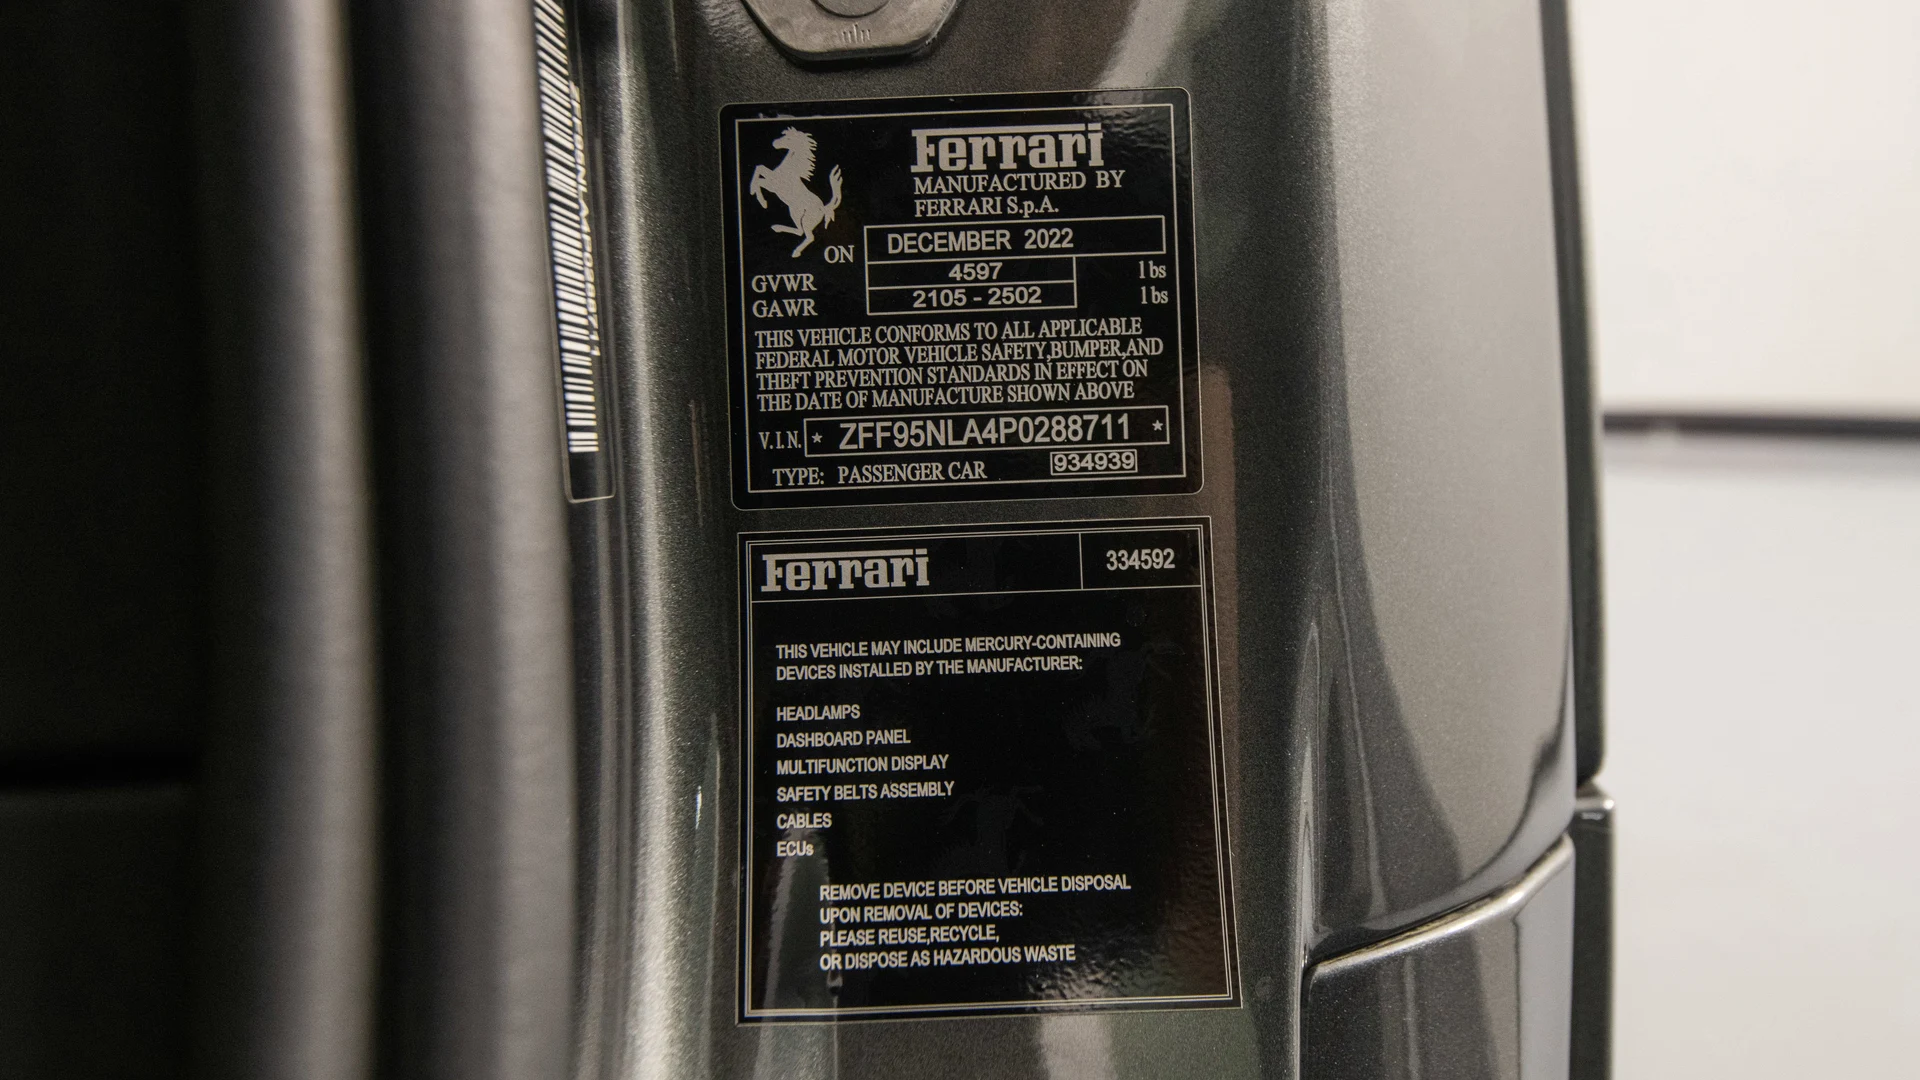 Ferrari
MANUFACTURED BY
FERRARI S.p.A.
ON DECEMBER 2022
GVWR 4597 lbs
GAWR 2105 - 2502 lbs
THIS VEHICLE CONFORMS TO ALL APPLICABLE
FEDERAL MOTOR VEHICLE SAFETY,BUMPER,AND
THEFT PREVENTION STANDARDS IN EFFECT ON
THE DATE OF MANUFACTURE SHOWN ABOVE
V.I.N. * ZFF95NLA4P0288711 *
TYPE: PASSENGER CAR 934939
Ferrari 334592
THIS VEHICLE MAY INCLUDE MERCURY-CONTAINING
DEVICES INSTALLED BY THE MANUFACTURER:
HEADLAMPS
DASHBOARD PANEL
MULTIFUNCTION DISPLAY
SAFETY BELTS ASSEMBLY
CABLES
ECUs
REMOVE DEVICE BEFORE VEHICLE DISPOSAL
UPON REMOVAL OF DEVICES:
PLEASE REUSE,RECYCLE,
OR DISPOSE AS HAZARDOUS WASTE